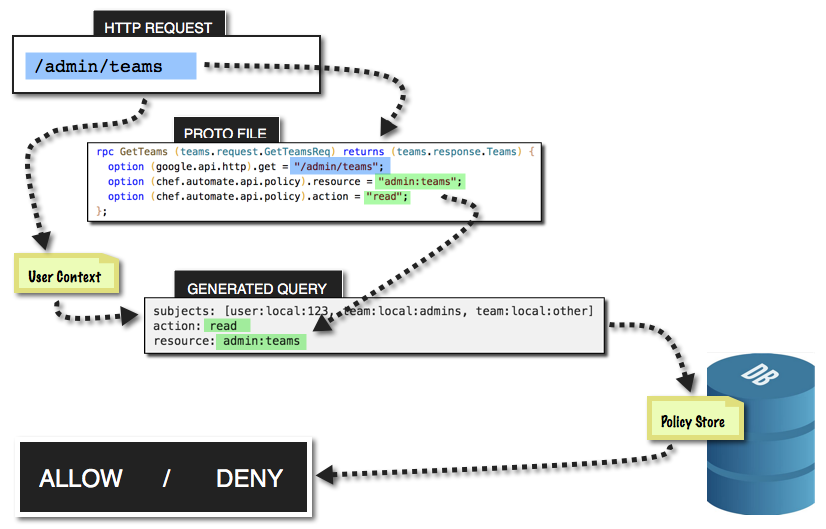 HTTP REQUEST
/admin/teams
PROTO FILE
rpc GetTeams (teams.request.GetTeamsReq) returns (teams.response.Teams) {
option (google.api.http).get = "/admin/teams";
option (chef.automate.api.policy).resource = "admin:teams";
option (chef.automate.api.policy).action = "read";
};
User Context
GENERATED QUERY
subjects: [user:local:123, team:local:admins, team:local:other]
action: read
resource: admin:teams
DB
Policy Store
ALLOW / DENY